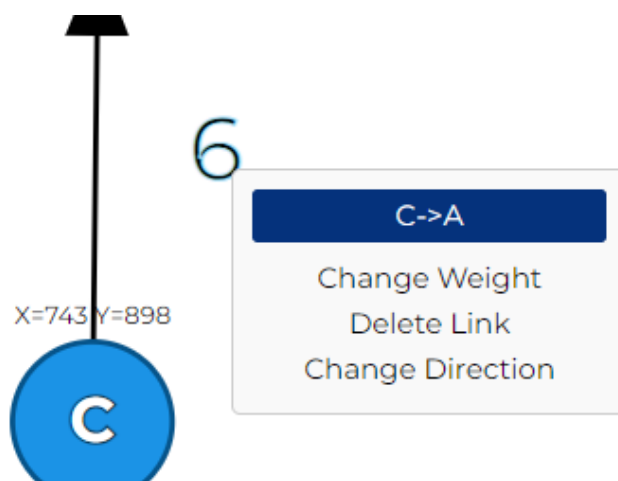 6
C->A
Change Weight
Delete Link
Change Direction
X=743 Y=898
C